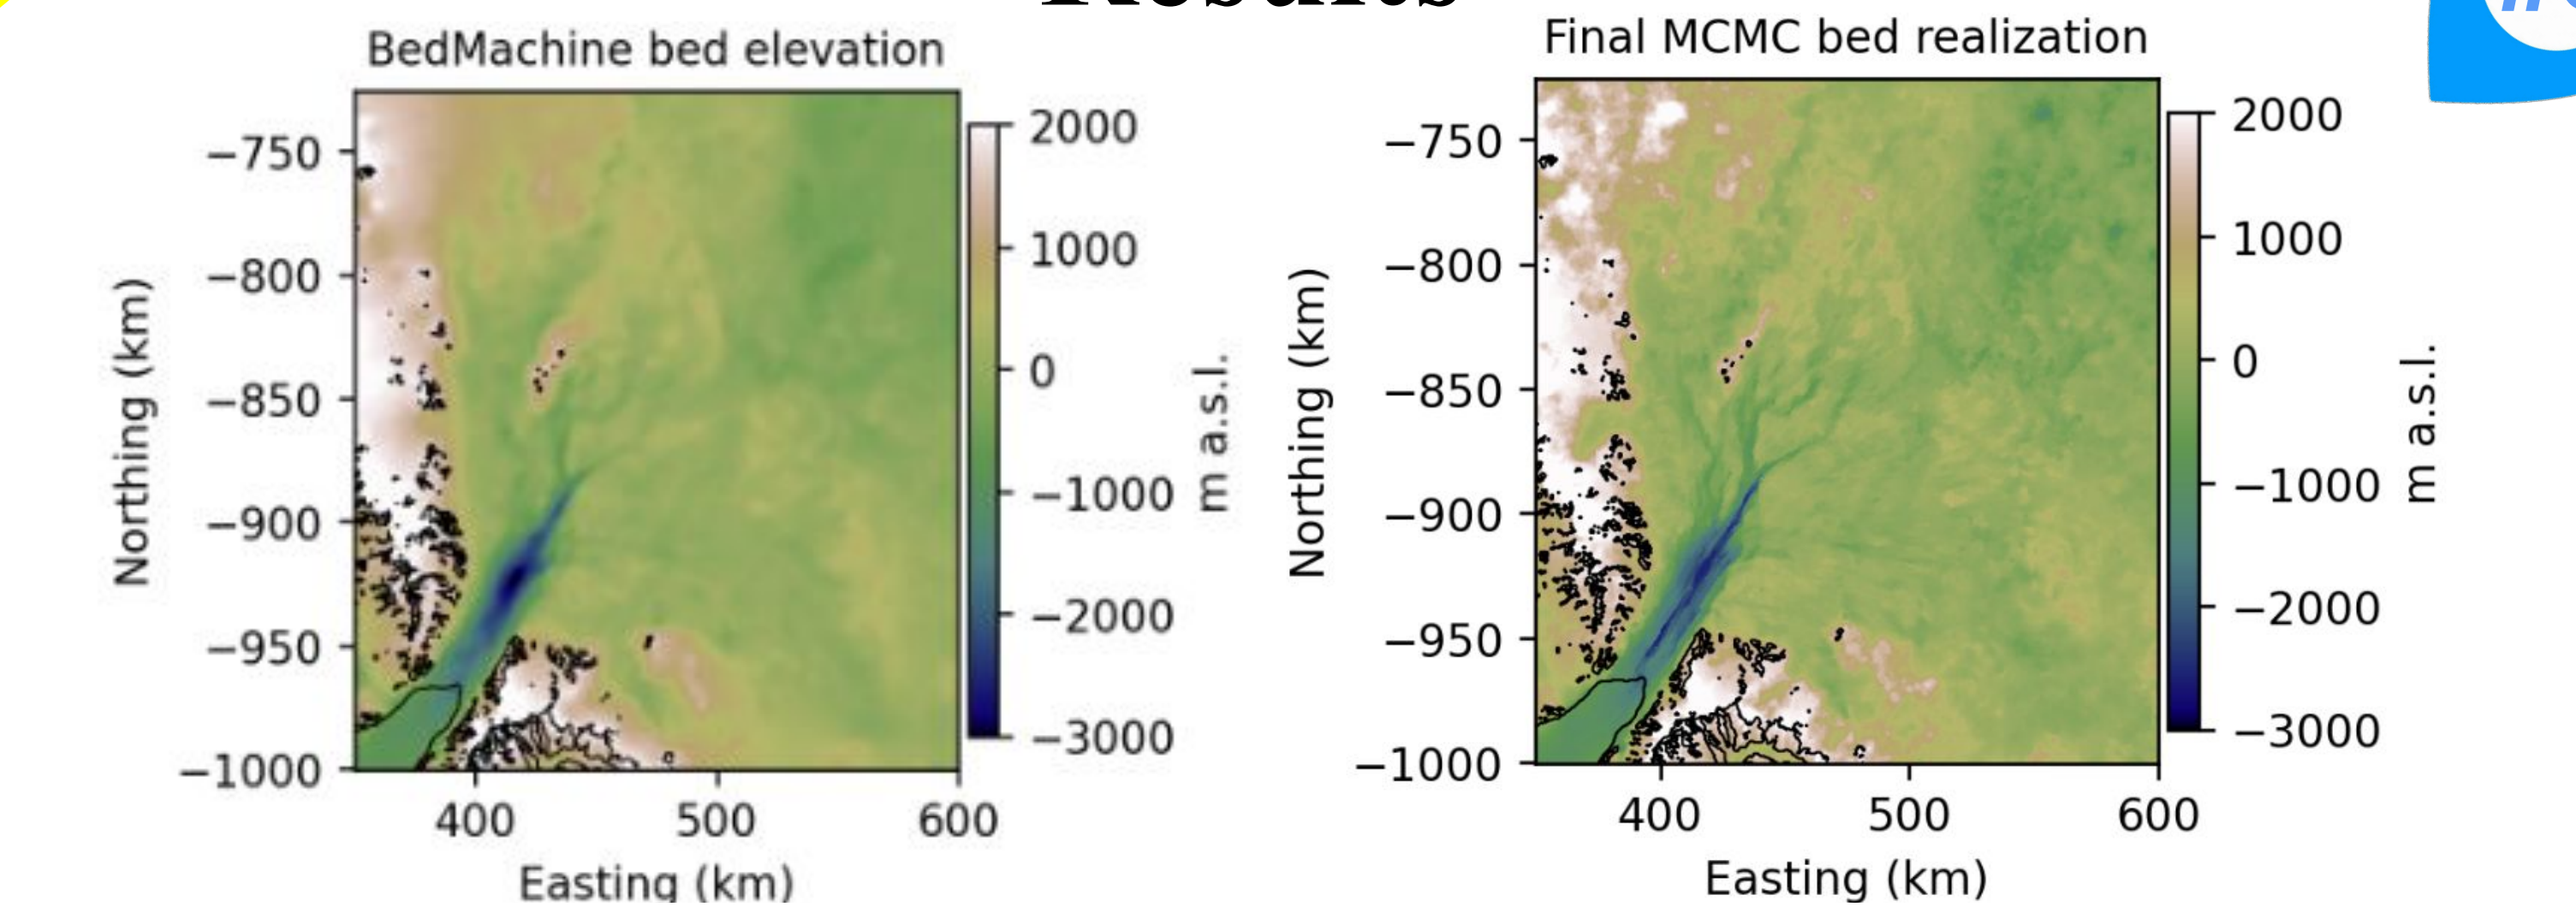 Results
BedMachine bed elevation
Northing (km)
−750
−800
−850
−900
−950
−1000
400 500 600
Easting (km)
2000
1000
0
−1000
−2000
−3000
m a.s.l.
Final MCMC bed realization
Northing (km)
−750
−800
−850
−900
−950
−1000
400 500 600
Easting (km)
2000
1000
0
−1000
−2000
−3000
m a.s.l.